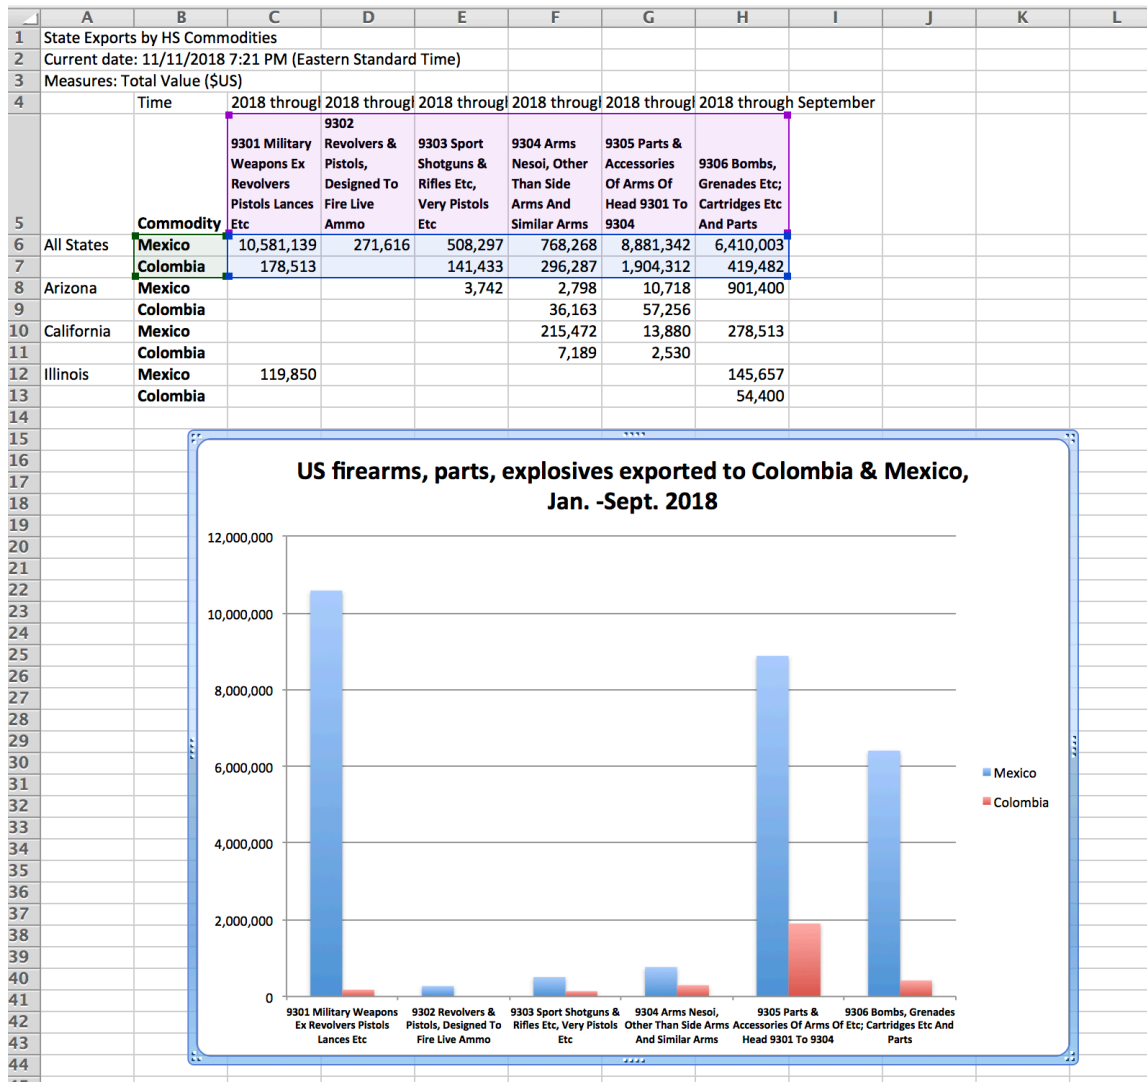 A B C D E F G H I J K L
1 State Exports by HS Commodities
2 Current date: 11/11/2018 7:21 PM (Eastern Standard Time)
3 Measures: Total Value ($US)
4 Time 2018 through 2018 through 2018 through 2018 through 2018 through 2018 through September
5 Commodity
9301 Military
Weapons Ex
Revolvers
Pistols Lances
Etc
9302
Revolvers &
Pistols,
Designed To
Fire Live
Ammo
9303 Sport
Shotguns &
Rifles Etc,
Very Pistols
Etc
9304 Arms
Nesoi, Other
Than Side
Arms And
Similar Arms
9305 Parts &
Accessories
Of Arms Of
Head 9301 To
9304
9306 Bombs,
Grenades Etc;
Cartridges Etc
And Parts
6 All States Mexico 10,581,139 271,616 508,297 768,268 8,881,342 6,410,003
7 Colombia 178,513 141,433 296,287 1,904,312 419,482
8 Arizona Mexico 3,742 2,798 10,718 901,400
9 Colombia 36,163 57,256
10 California Mexico 215,472 13,880 278,513
11 Colombia 7,189 2,530
12 Illinois Mexico 119,850 145,657
13 Colombia 54,400
14
15
16
17
18
19
20
21
22
23
24
25
26
27
28
29
30
31
32
33
34
35
36
37
38
39
40
41
42
43
44
US firearms, parts, explosives exported to Colombia & Mexico,
Jan. -Sept. 2018
12,000,000
10,000,000
8,000,000
6,000,000
4,000,000
2,000,000
0
Mexico
Colombia
9301 Military Weapons
Ex Revolvers Pistols
Lances Etc
9302 Revolvers &
Pistols, Designed To
Fire Live Ammo
9303 Sport Shotguns &
Rifles Etc, Very Pistols
Etc
9304 Arms Nesoi,
Other Than Side Arms
And Similar Arms
9305 Parts &
Accessories Of Arms Of
Head 9301 To 9304
9306 Bombs, Grenades
Etc; Cartridges Etc And
Parts